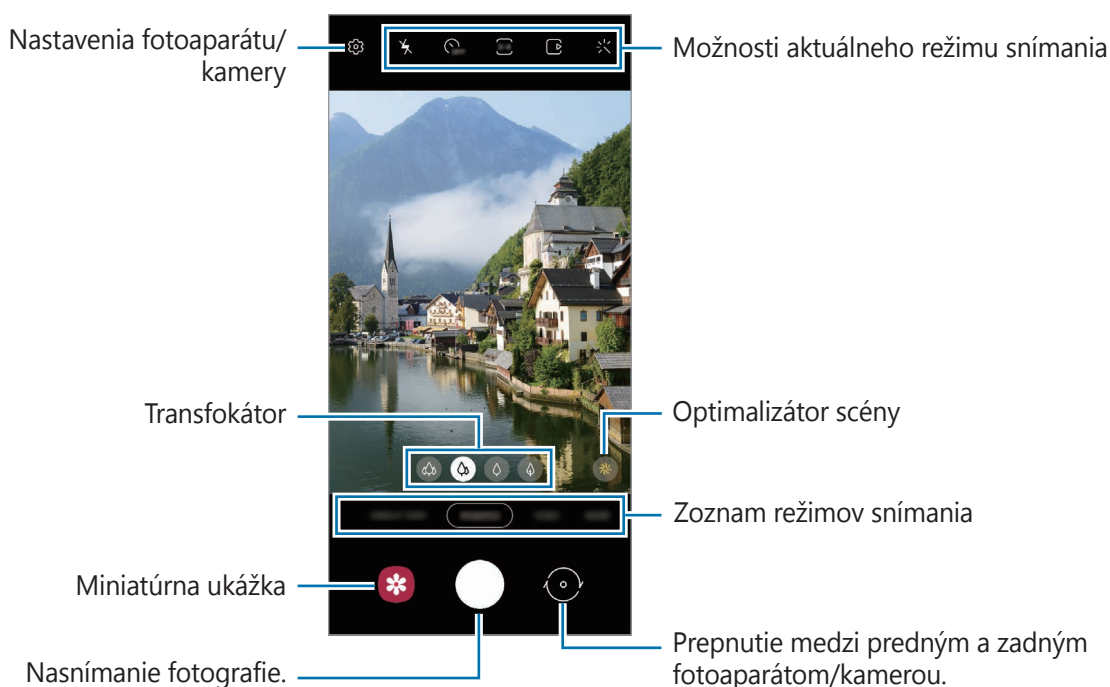 Nastavenia fotoaparátu/
kamery
Možnosti aktuálneho režimu snímania
Transfokátor
Optimalizátor scény
Zoznam režimov snímania
Miniatúrna ukážka
Nasnímanie fotografie.
Prepnutie medzi predným a zadným
fotoaparátom/kamerou.